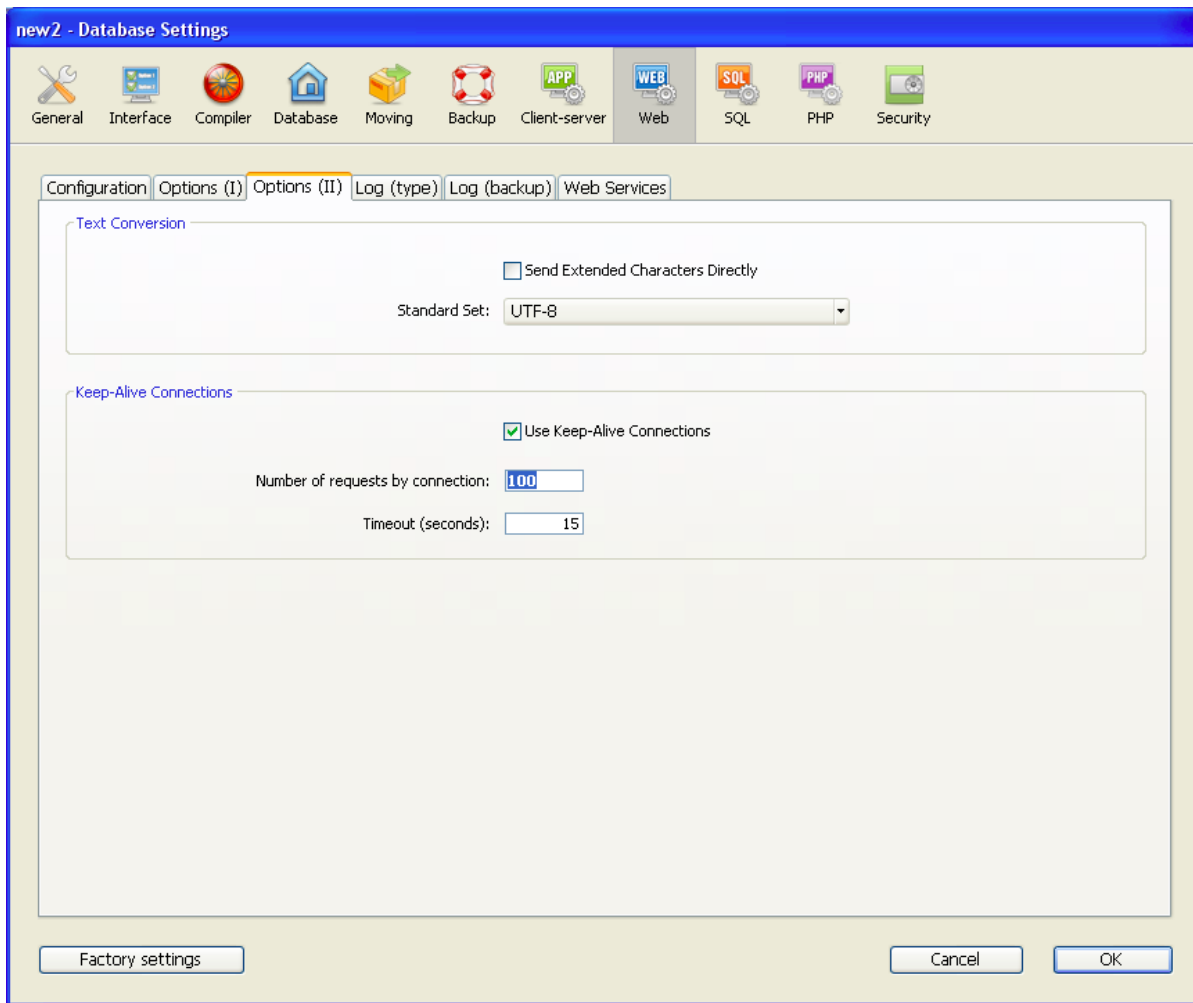 new2 - Database Settings
APP WEB SQL PHP
General Interface Compiler Database Moving Backup Client-server Web SQL PHP Security
Configuration Options (I) Options (II) Log (type) Log (backup) Web Services
Text Conversion
Send Extended Characters Directly
Standard Set: UTF-8
Keep-Alive Connections
Use Keep-Alive Connections
Number of requests by connection: 100
Timeout (seconds): 15
Factory settings Cancel OK